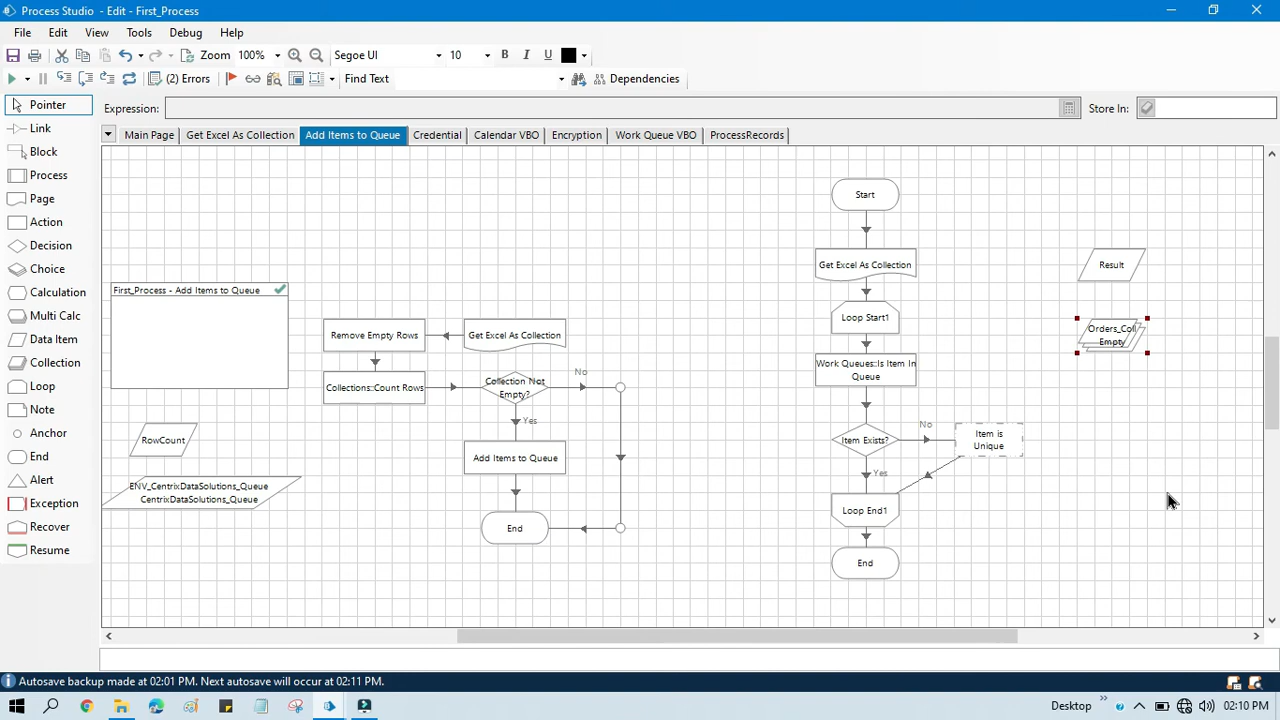 Process Studio - Edit - First_Process
File Edit View Tools Debug Help
Zoom 100% Segoe UI 10 B I U
(2) Errors Find Text Dependencies
Expression: Store In:
Pointer
Link
Block
Process
Page
Action
Decision
Choice
Calculation
Multi Calc
Data Item
Collection
Loop
Note
Anchor
End
Alert
Exception
Recover
Resume
Main Page Get Excel As Collection Add Items to Queue Credential Calendar VBO Encryption Work Queue VBO ProcessRecords
First_Process - Add Items to Queue
RowCount
ENV_CentrixDataSolutions_Queue
CentrixDataSolutions_Queue
Remove Empty Rows
Get Excel As Collection
Collections::Count Rows
Collection Not
Empty?
No
Yes
Add Items to Queue
End
Start
Get Excel As Collection
Loop Start1
Work Queues::Is Item In
Queue
Item Exists?
No
Item is
Unique
Yes
Loop End1
End
Result
Orders_Coll
Empty
Autosave backup made at 02:01 PM. Next autosave will occur at 02:11 PM.
Desktop 02:10 PM